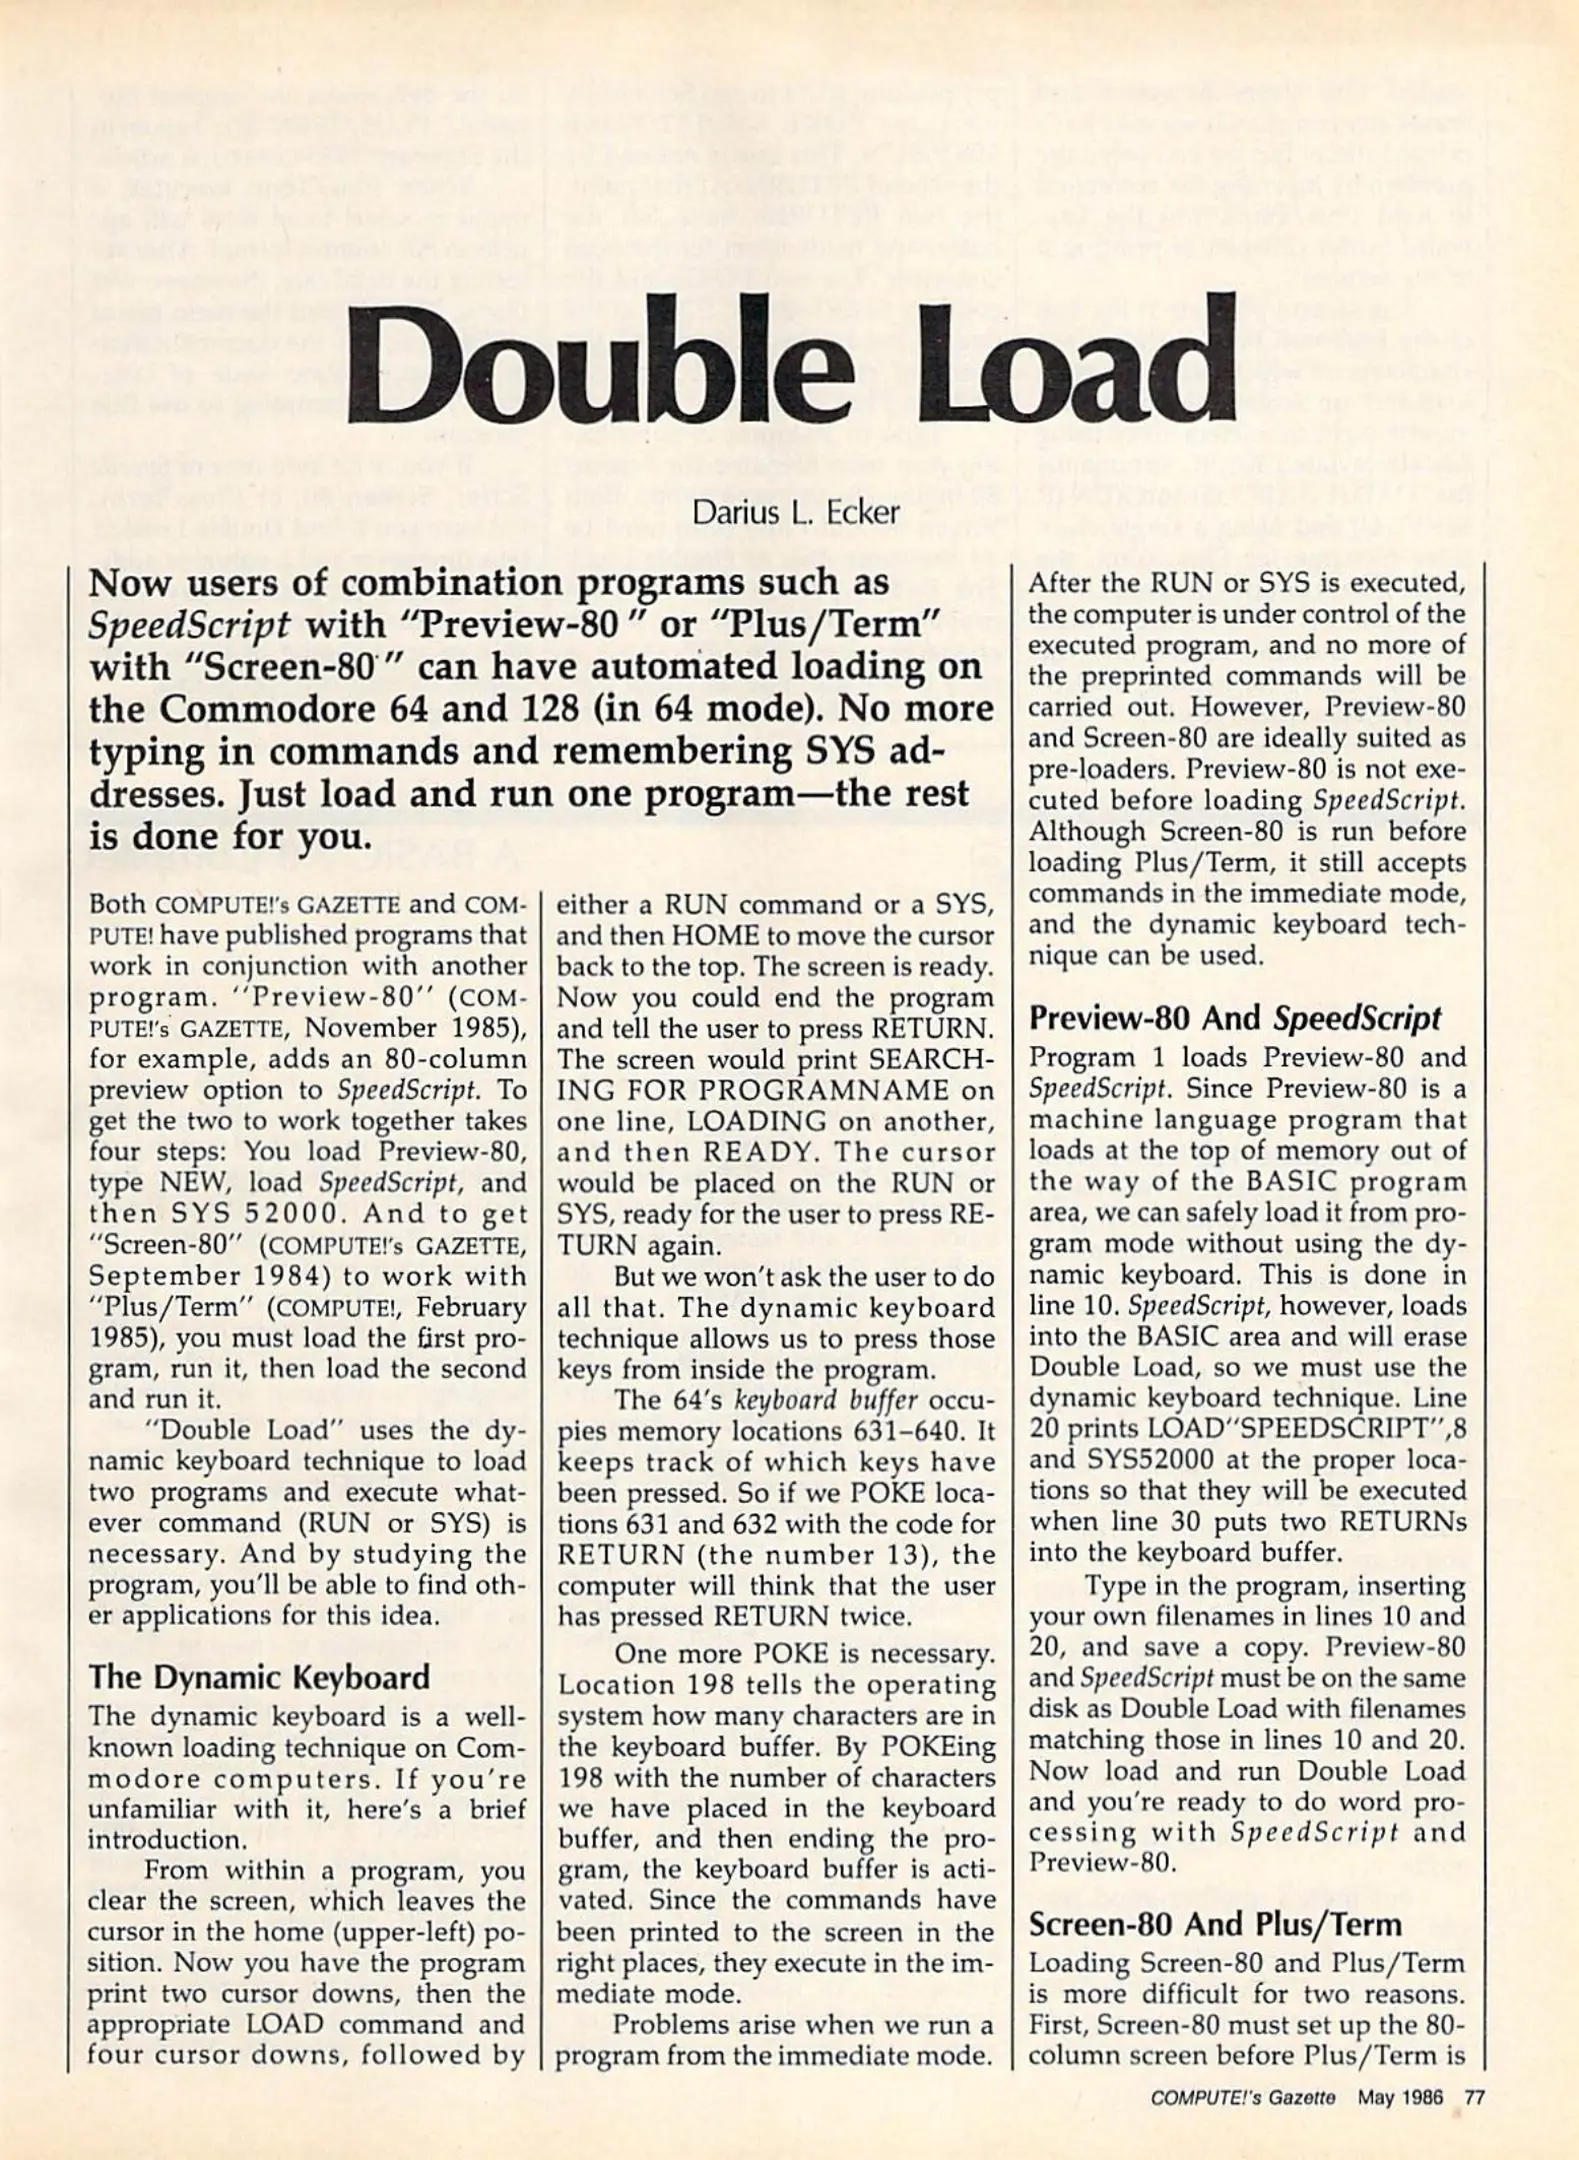 Double Load
Darius L. Ecker
Now users of combination programs such as
SpeedScript with "Preview-80" or "Plus/Term"
with "Screen-80" can have automated loading on
the Commodore 64 and 128 (in 64 mode). No more
typing in commands and remembering SYS ad-
dresses. Just load and run one program—the rest
is done for you.
Both COMPUTE!'s GAZETTE and COM-
PUTE! have published programs that
work in conjunction with another
program. "Preview-80" (COM-
PUTE!'s GAZETTE, November 1985),
for example, adds an 80-column
preview option to SpeedScript. To
get the two to work together takes
four steps: You load Preview-80,
type NEW, load SpeedScript, and
then SYS 52000. And to get
"Screen-80" (COMPUTE!'s GAZETTE,
September 1984) to work with
"Plus/Term" (COMPUTE!, February
1985), you must load the first pro-
gram, run it, then load the second
and run it.
"Double Load" uses the dy-
namic keyboard technique to load
two programs and execute what-
ever command (RUN or SYS) is
necessary. And by studying the
program, you'll be able to find oth-
er applications for this idea.
The Dynamic Keyboard
The dynamic keyboard is a well-
known loading technique on Com-
modore computers. If you're
unfamiliar with it, here's a brief
introduction.
From within a program, you
clear the screen, which leaves the
cursor in the home (upper-left) po-
sition. Now you have the program
print two cursor downs, then the
appropriate LOAD command and
four cursor downs, followed by
either a RUN command or a SYS,
and then HOME to move the cursor
back to the top. The screen is ready.
Now you could end the program
and tell the user to press RETURN.
The screen would print SEARCH-
ING FOR PROGRAMNAME on
one line, LOADING on another,
and then READY. The cursor
would be placed on the RUN or
SYS, ready for the user to press RE-
TURN again.
But we won't ask the user to do
all that. The dynamic keyboard
technique allows us to press those
keys from inside the program.
The 64's keyboard buffer occu-
pies memory locations 631–640. It
keeps track of which keys have
been pressed. So if we POKE loca-
tions 631 and 632 with the code for
RETURN (the number 13), the
computer will think that the user
has pressed RETURN twice.
One more POKE is necessary.
Location 198 tells the operating
system how many characters are in
the keyboard buffer. By POKEing
198 with the number of characters
we have placed in the keyboard
buffer, and then ending the pro-
gram, the keyboard buffer is acti-
vated. Since the commands have
been printed to the screen in the
right places, they execute in the im-
mediate mode.
Problems arise when we run a
program from the immediate mode.
After the RUN or SYS is executed,
the computer is under control of the
executed program, and no more of
the preprinted commands will be
carried out. However, Preview-80
and Screen-80 are ideally suited as
pre-loaders. Preview-80 is not exe-
cuted before loading SpeedScript.
Although Screen-80 is run before
loading Plus/Term, it still accepts
commands in the immediate mode,
and the dynamic keyboard tech-
nique can be used.
Preview-80 And SpeedScript
Program 1 loads Preview-80 and
SpeedScript. Since Preview-80 is a
machine language program that
loads at the top of memory out of
the way of the BASIC program
area, we can safely load it from pro-
gram mode without using the dy-
namic keyboard. This is done in
line 10. SpeedScript, however, loads
into the BASIC area and will erase
Double Load, so we must use the
dynamic keyboard technique. Line
20 prints LOAD"SPEEDSCRIPT",8
and SYS52000 at the proper loca-
tions so that they will be executed
when line 30 puts two RETURNs
into the keyboard buffer.
Type in the program, inserting
your own filenames in lines 10 and
20, and save a copy. Preview-80
and SpeedScript must be on the same
disk as Double Load with filenames
matching those in lines 10 and 20.
Now load and run Double Load
and you're ready to do word pro-
cessing with SpeedScript and
Preview-80.
Screen-80 And Plus/Term
Loading Screen-80 and Plus/Term
is more difficult for two reasons.
First, Screen-80 must set up the 80-
column screen before Plus/Term is
COMPUTE!'s Gazette May 1986 77